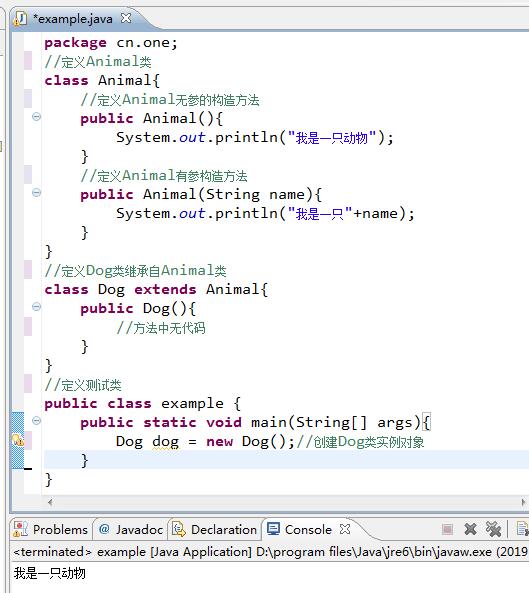 *example.java
package cn.one;
//定义Animal类
class Animal{
//定义Animal无参的构造方法
public Animal(){
System.out.println("我是一只动物");
}
//定义Animal有参构造方法
public Animal(String name){
System.out.println("我是一只"+name);
}
}
//定义Dog类继承自Animal类
class Dog extends Animal{
public Dog(){
//方法中无代码
}
}
//定义测试类
public class example {
public static void main(String[] args){
Dog dog = new Dog();//创建Dog类实例对象
}
}
Problems @ Javadoc Declaration Console
<terminated> example [Java Application] D:\program files\Java\jre6\bin\javaw.exe (2019
我是一只动物